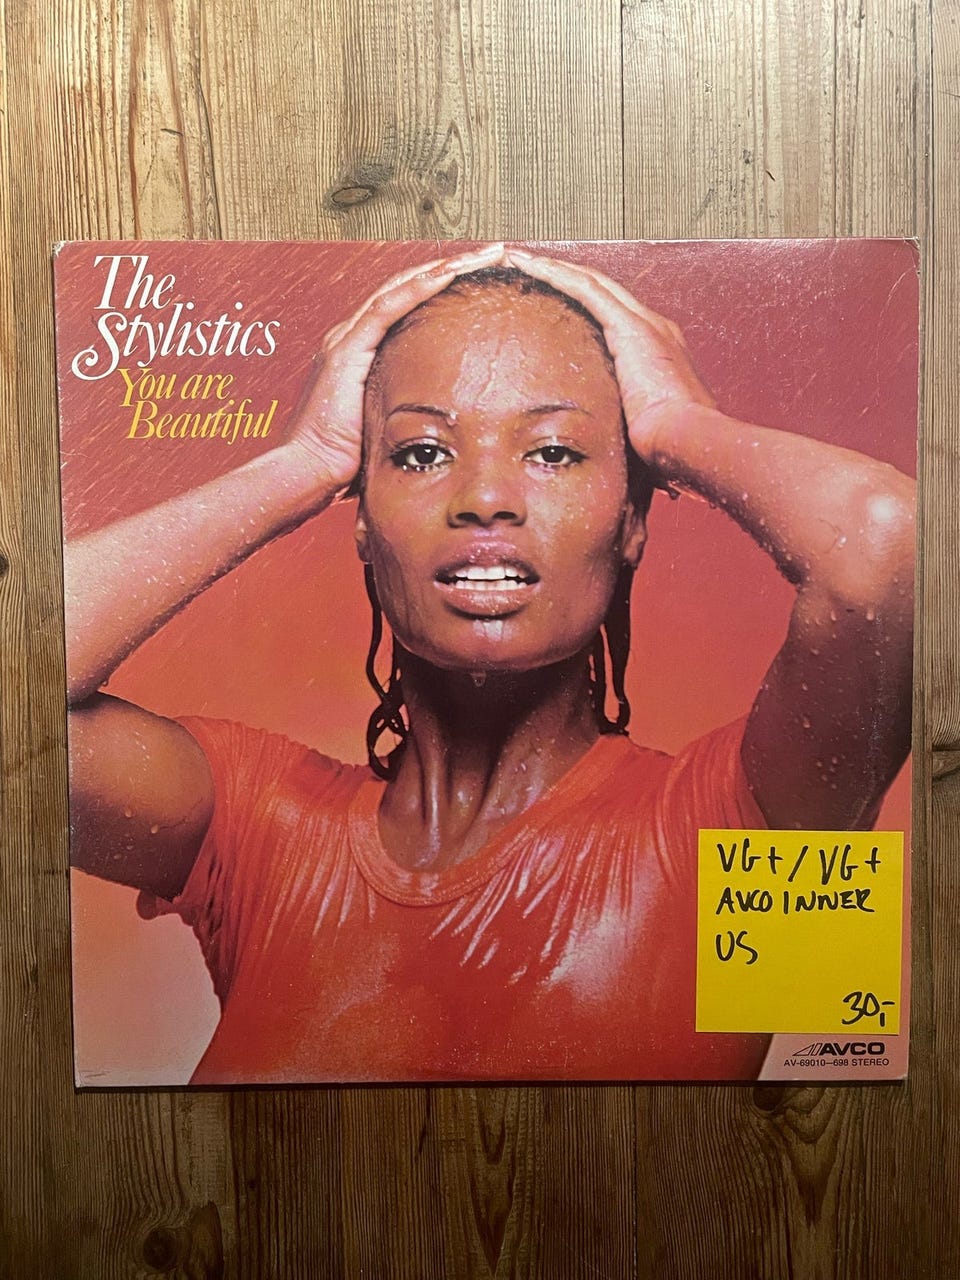 The
Stylistics
You are
Beautiful
VG+/VG+
AVCO INNER
US
30,-
AVCO
AV-69010—698 STEREO